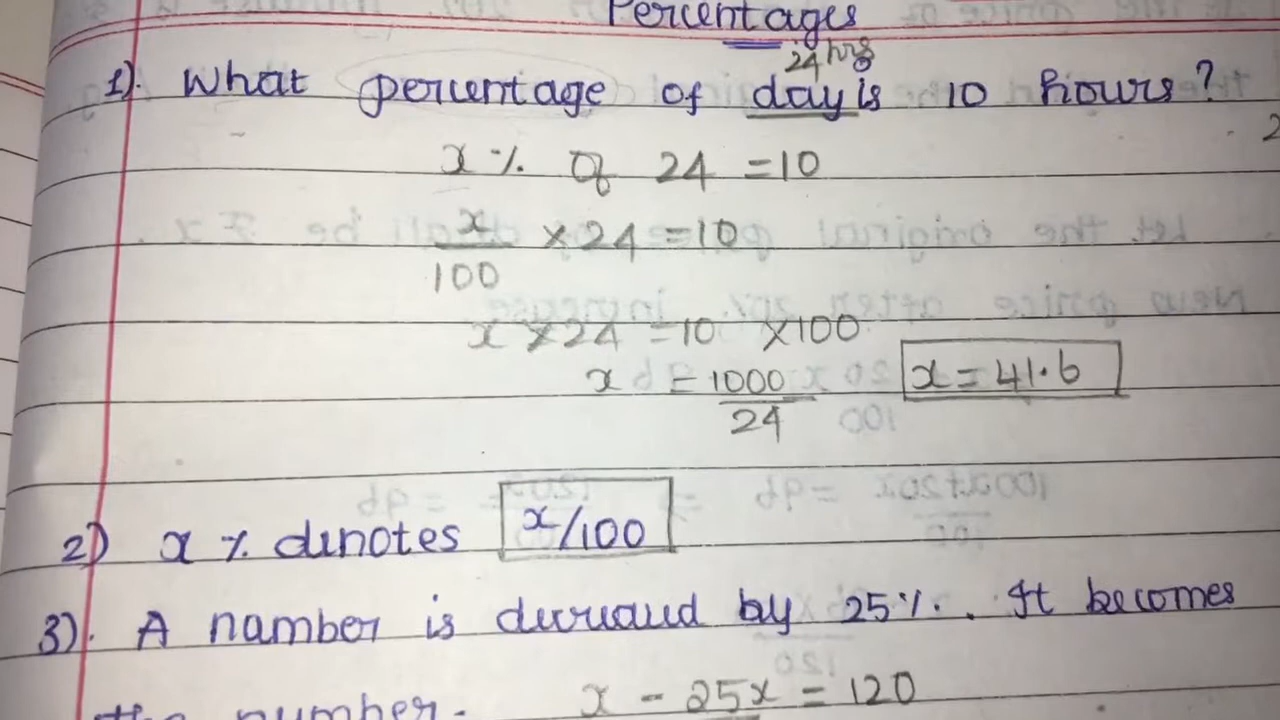 Percentages
24 hrs
1). What percentage of day is 10 hours?
x % of 24 = 10
x/100 × 24 = 10
x × 24 = 10 × 100
x = 1000/24 x = 41.6
2) x % denotes x/100
3). A number is decreased by 25%. It becomes
the number. x - 25x = 120